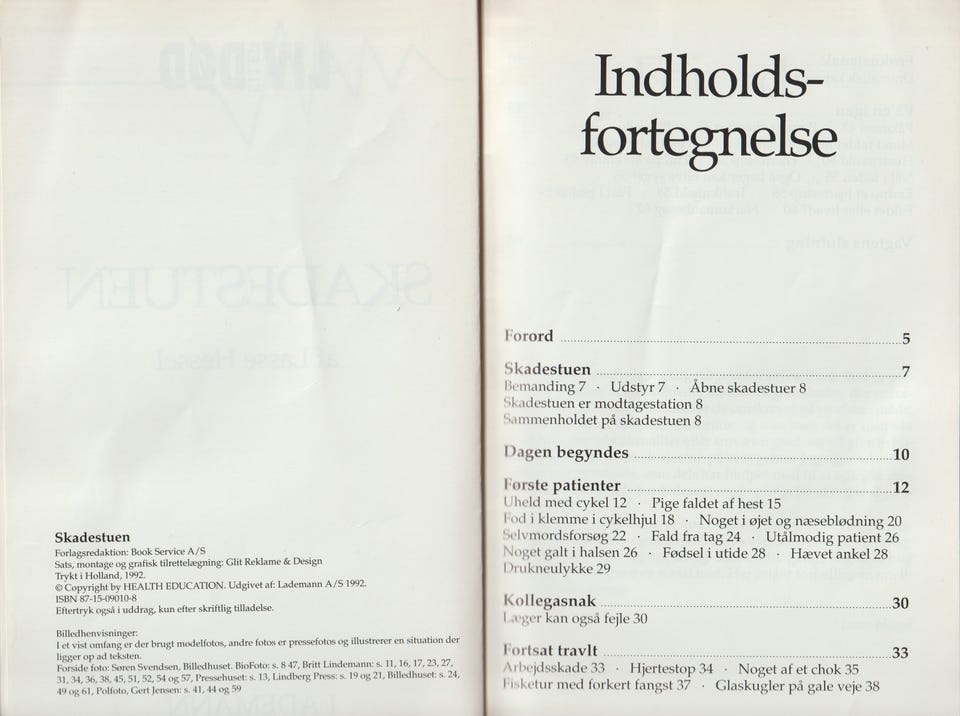 Skadestuen
Forlagsredaktion: Book Service A/S
Sats, montage og grafisk tilrettelægning: Glit Reklame & Design
Trykt i Holland, 1992.
© Copyright by HEALTH EDUCATION. Udgivet af: Lademann A/S 1992.
ISBN 87-15-09010-8
Eftertryk også i uddrag, kun efter skriftlig tilladelse.
Billedhenvisninger:
I et vist omfang er der brugt modelfotos, andre fotos er pressefotos og illustrerer en situation der
ligger op ad teksten.
Forside foto: Søren Svendsen, Billedhuset. BioFoto: s. 8 47, Britt Lindemann: s. 11, 16, 17, 23, 27,
31, 34, 36, 38, 45, 51, 52, 54 og 57, Pressehuset: s. 13, Lindberg Press: s. 19 og 21, Billedhuset: s. 24,
49 og 61, Polfoto, Gert Jensen: s. 41, 44 og 59
Indholds-
fortegnelse
Forord 5
Skadestuen 7
Bemanding 7 · Udstyr 7 · Åbne skadestuer 8
Skadestuen er modtagestation 8
Sammenholdet på skadestuen 8
Dagen begyndes 10
Første patienter 12
Uheld med cykel 12 · Pige faldet af hest 15
Fod i klemme i cykelhjul 18 · Noget i øjet og næseblødning 20
Selvmordsforsøg 22 · Fald fra tag 24 · Utålmodig patient 26
Noget galt i halsen 26 · Fødsel i utide 28 · Hævet ankel 28
Drukneulykke 29
Kollegasnak 30
Læger kan også fejle 30
Fortsat travlt 33
Arbejdsskade 33 · Hjertestop 34 · Noget af et chok 35
Fisketur med forkert fangst 37 · Glaskugler på gale veje 38